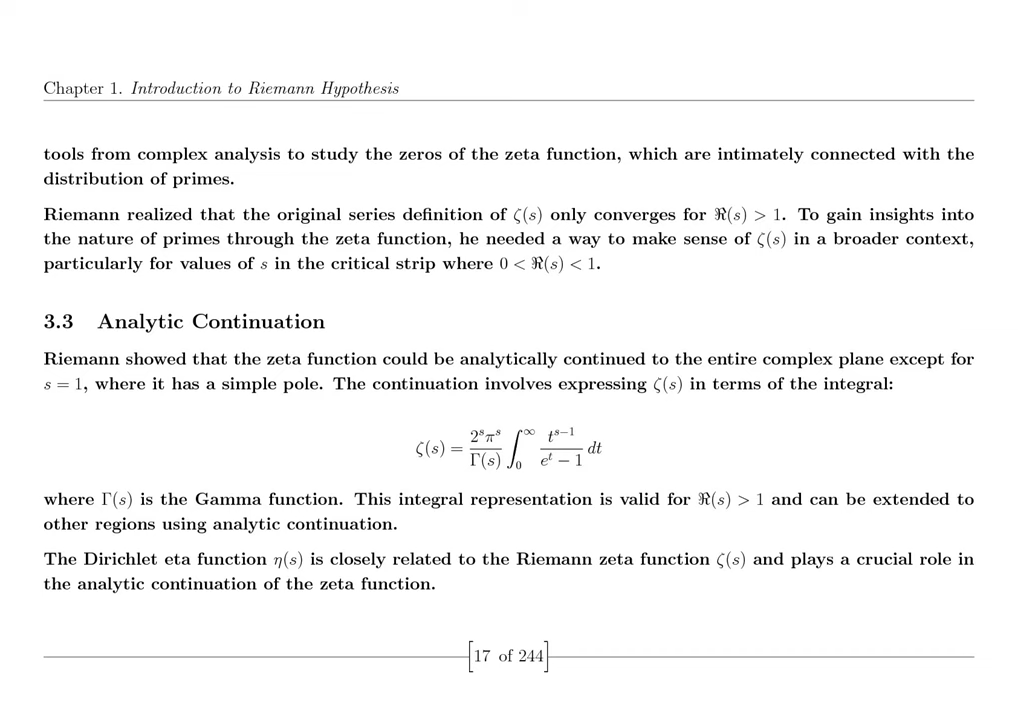 Chapter 1. Introduction to Riemann Hypothesis
tools from complex analysis to study the zeros of the zeta function, which are intimately connected with the
distribution of primes.
Riemann realized that the original series definition of ζ(s) only converges for ℜ(s) > 1. To gain insights into
the nature of primes through the zeta function, he needed a way to make sense of ζ(s) in a broader context,
particularly for values of s in the critical strip where 0 < ℜ(s) < 1.
3.3 Analytic Continuation
Riemann showed that the zeta function could be analytically continued to the entire complex plane except for
s = 1, where it has a simple pole. The continuation involves expressing ζ(s) in terms of the integral:
ζ(s) = \frac{2^s π^s}{Γ(s)} \int_0^∞ \frac{t^{s−1}}{e^t − 1} dt
where Γ(s) is the Gamma function. This integral representation is valid for ℜ(s) > 1 and can be extended to
other regions using analytic continuation.
The Dirichlet eta function η(s) is closely related to the Riemann zeta function ζ(s) and plays a crucial role in
the analytic continuation of the zeta function.
[17 of 244]